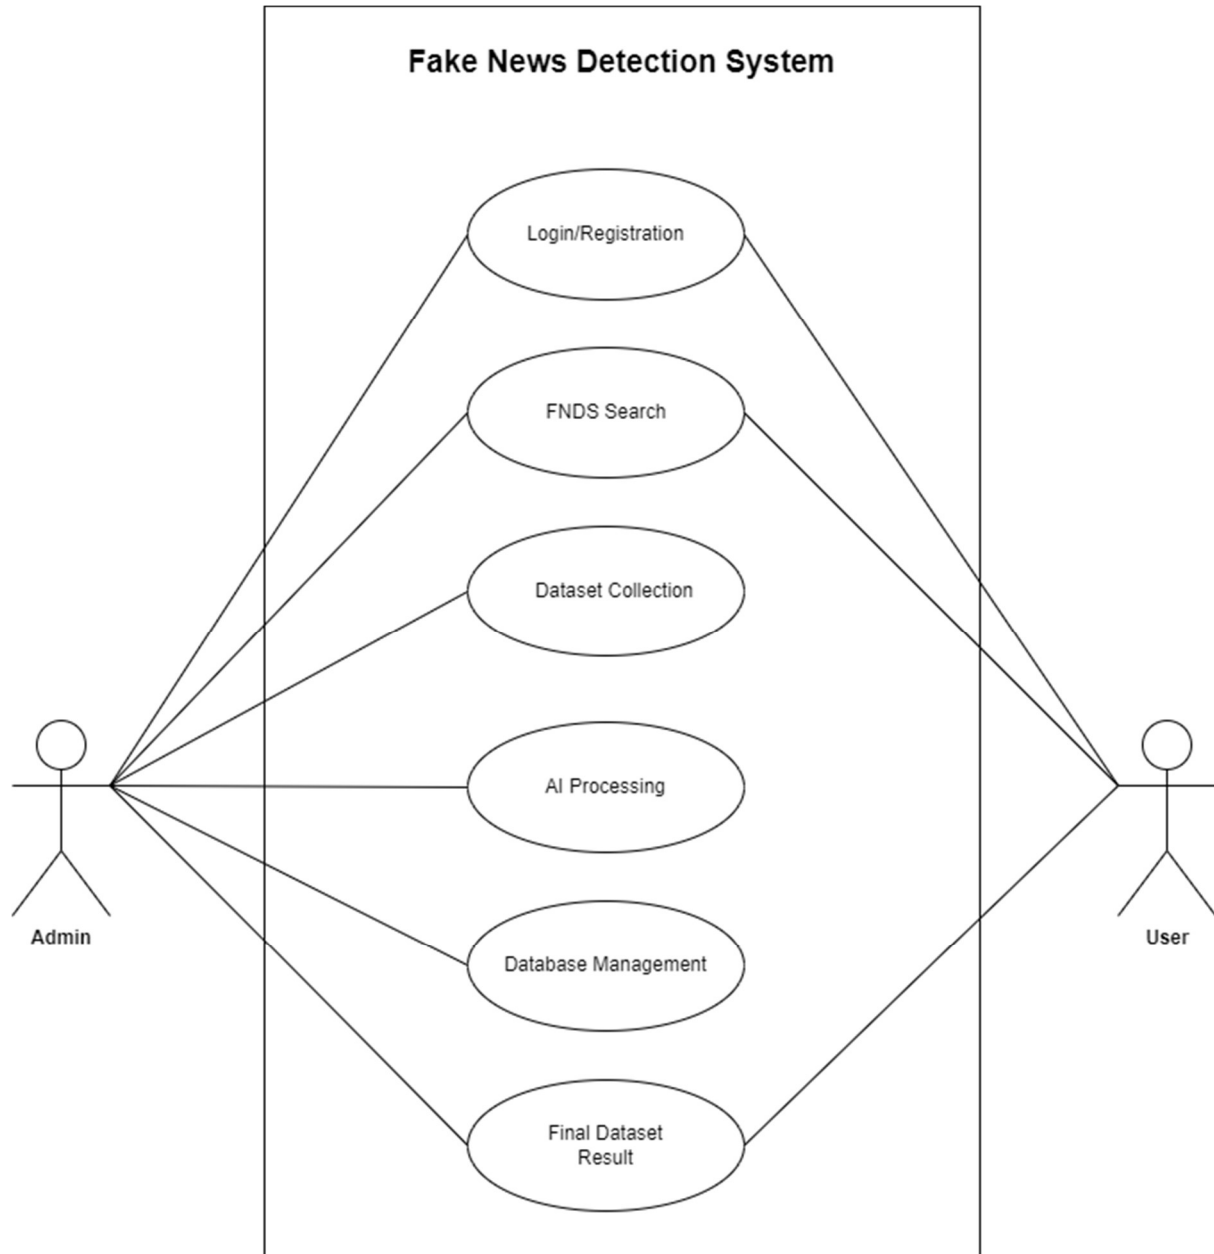 Fake News Detection System
Login/Registration
FNDS Search
Dataset Collection
AI Processing
Admin
User
Database Management
Final Dataset
Result